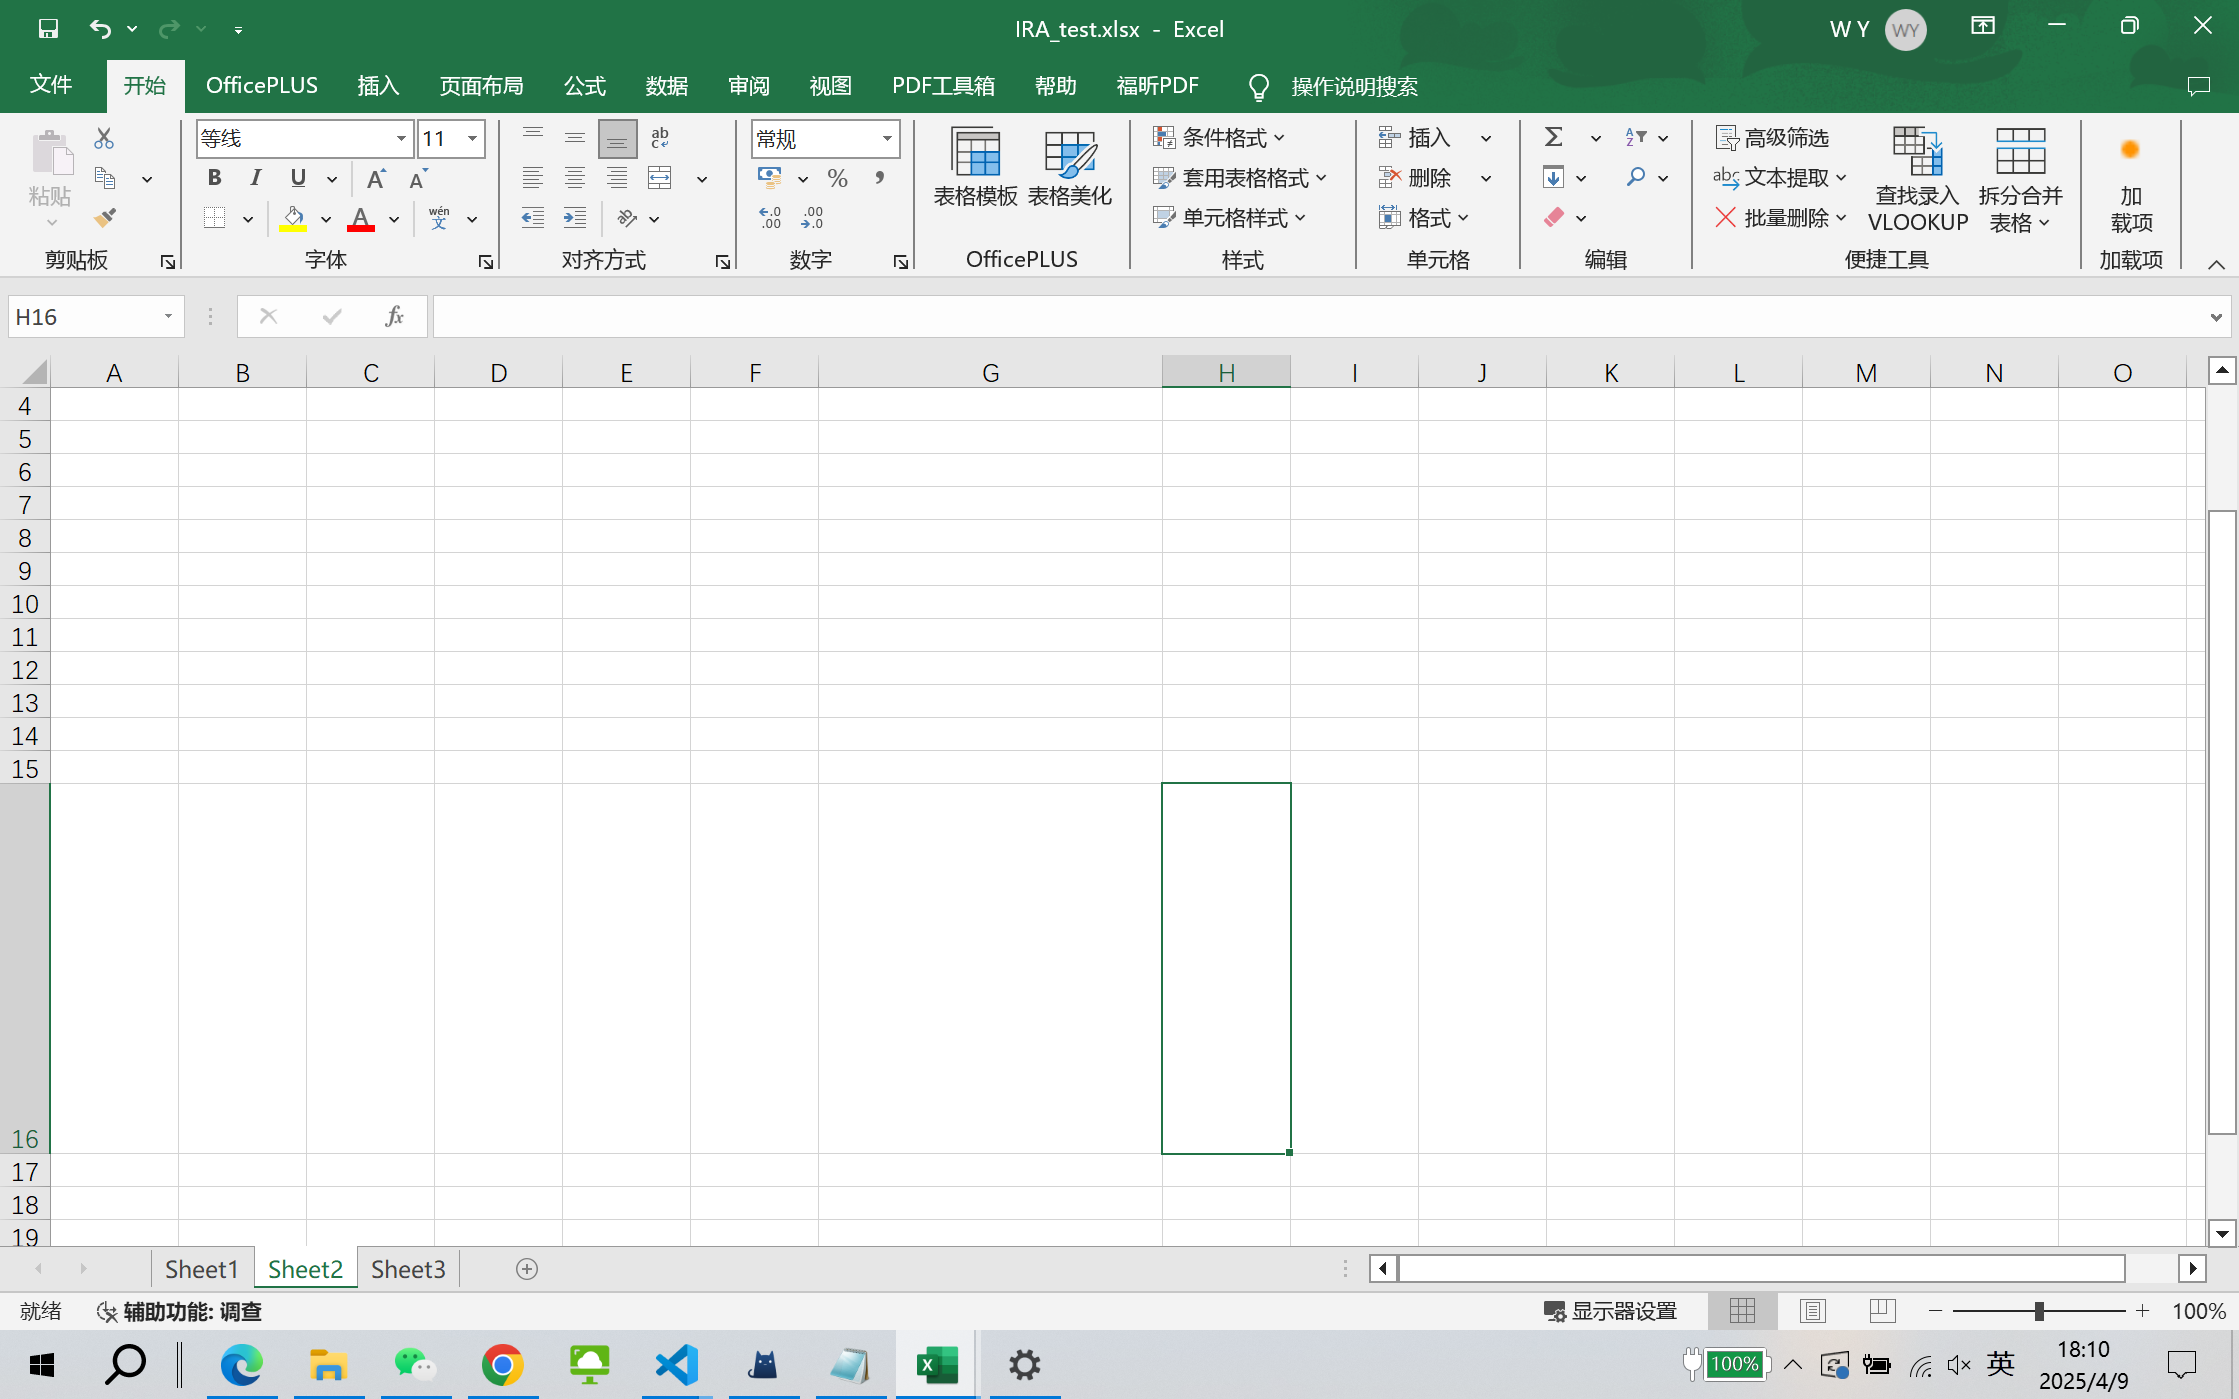 IRA_test.xlsx - Excel
W Y
WY
文件
开始
OfficePLUS
插入
页面布局
公式
数据
审阅
视图
PDF工具箱
帮助
福昕PDF
操作说明搜索
粘贴
剪贴板
等线
11
B I U A A
A wén 文
字体
ab c
对齐方式
常规
% ,
←.0 .00
.00 →.0
数字
表格模板
表格美化
OfficePLUS
条件格式
套用表格格式
单元格样式
样式
插入
删除
格式
单元格
Σ
编辑
高级筛选
文本提取
批量删除
查找录入
VLOOKUP
拆分合并
表格
便捷工具
加
载项
加载项
H16
fx
A B C D E F G H I J K L M N O
4
5
6
7
8
9
10
11
12
13
14
15
16
17
18
19
Sheet1
Sheet2
Sheet3
就绪
辅助功能: 调查
显示器设置
100%
100%
英
18:10
2025/4/9